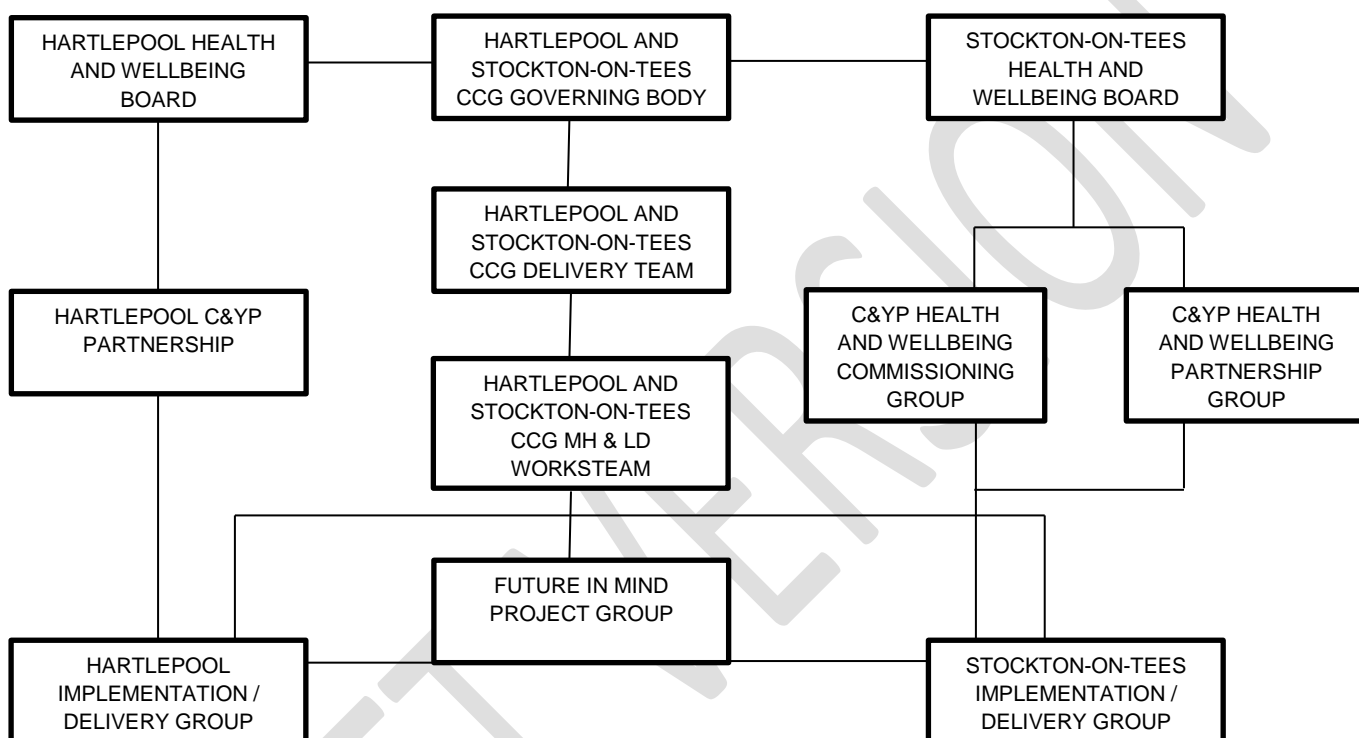 HARTLEPOOL HEALTH
AND WELLBEING
BOARD
HARTLEPOOL AND
STOCKTON-ON-TEES
CCG GOVERNING BODY
STOCKTON-ON-TEES
HEALTH AND
WELLBEING BOARD
HARTLEPOOL AND
STOCKTON-ON-TEES
CCG DELIVERY TEAM
HARTLEPOOL C&YP
PARTNERSHIP
C&YP HEALTH
AND WELLBEING
COMMISSIONING
GROUP
C&YP HEALTH
AND WELLBEING
PARTNERSHIP
GROUP
HARTLEPOOL AND
STOCKTON-ON-TEES
CCG MH & LD
WORKSTEAM
FUTURE IN MIND
PROJECT GROUP
HARTLEPOOL
IMPLEMENTATION /
DELIVERY GROUP
STOCKTON-ON-TEES
IMPLEMENTATION /
DELIVERY GROUP
VERSION